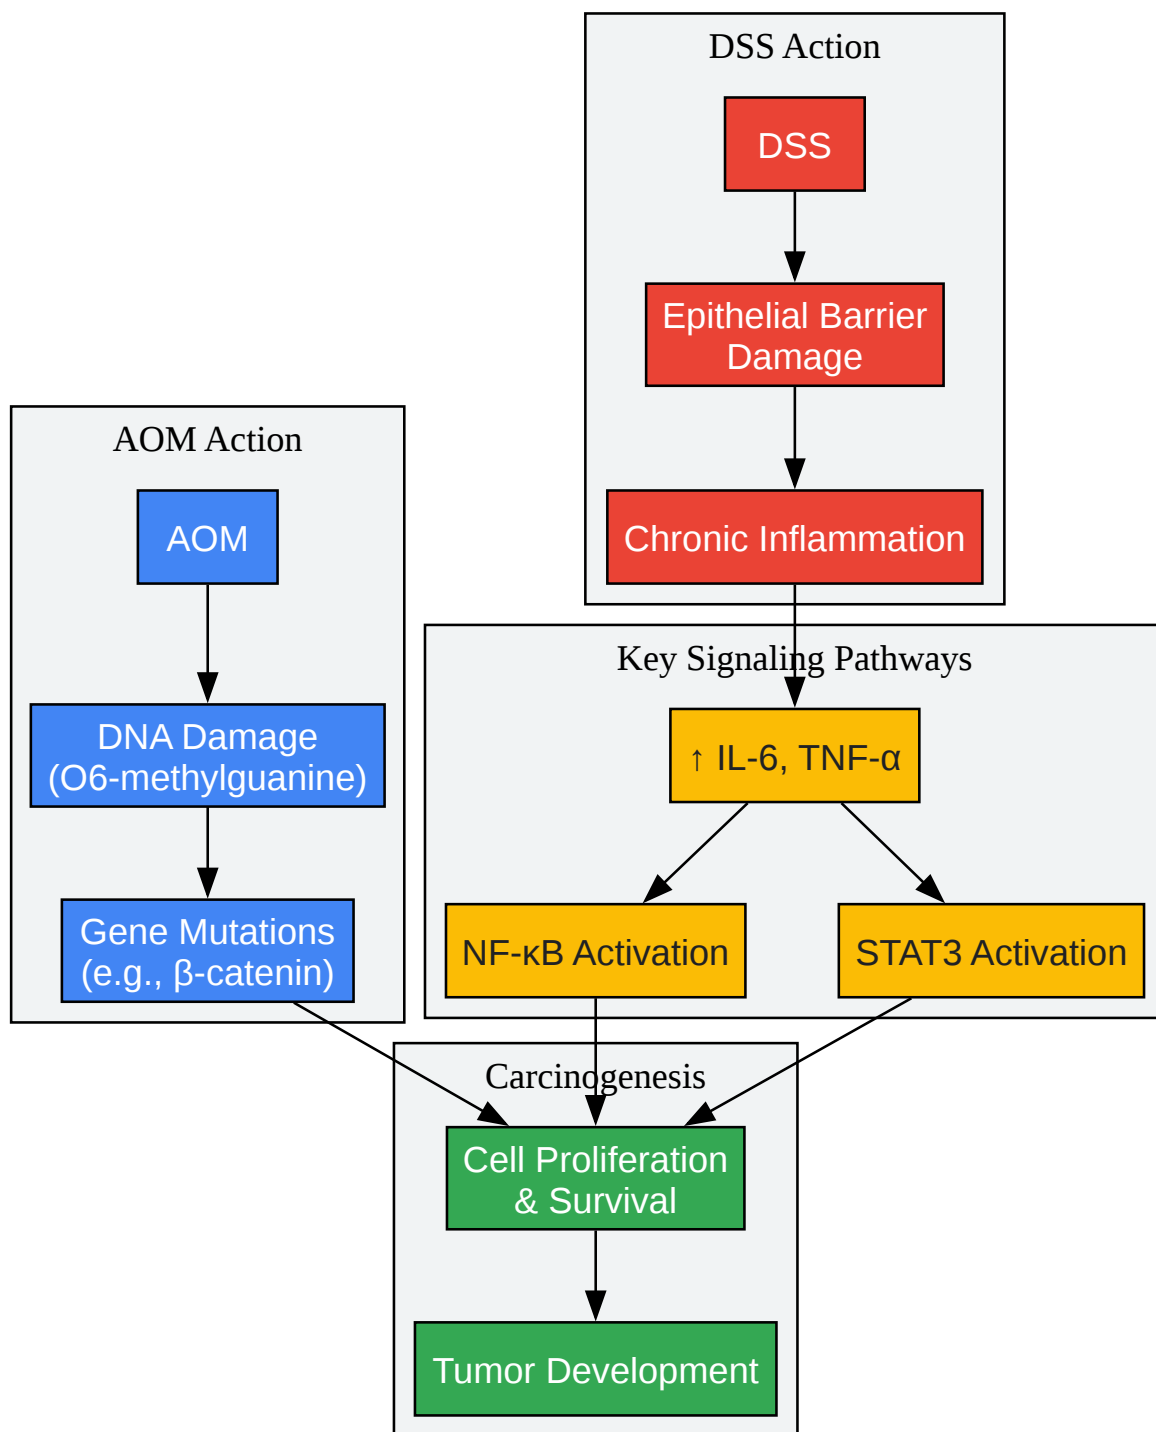 DSS Action
DSS
Epithelial Barrier
Damage
Chronic Inflammation
AOM Action
AOM
DNA Damage
(O6-methylguanine)
Gene Mutations
(e.g., β-catenin)
Key Signaling Pathways
↑ IL-6, TNF-α
NF-κB Activation
STAT3 Activation
Carcinogenesis
Cell Proliferation
& Survival
Tumor Development